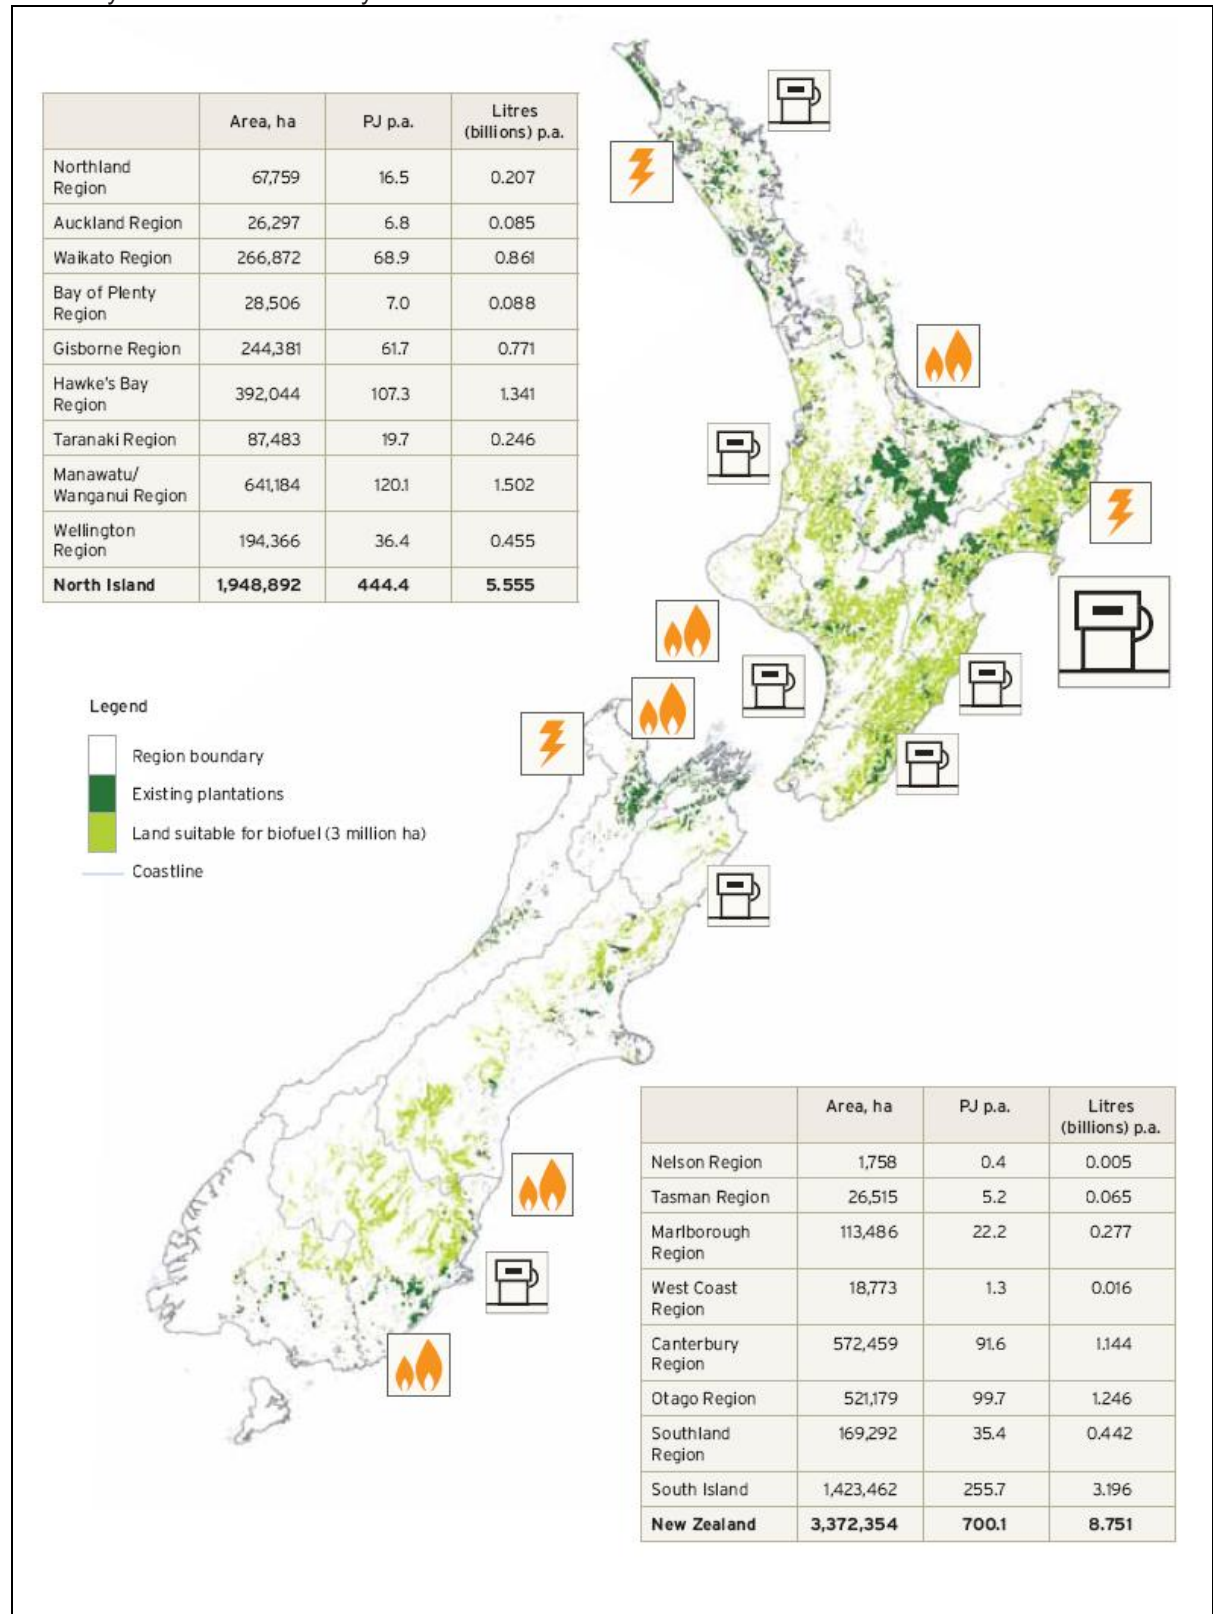 Area, ha PJ p.a. Litres
(billions) p.a.
Northland
Region 67,759 16.5 0.207
Auckland Region 26,297 6.8 0.085
Waikato Region 266,872 68.9 0.861
Bay of Plenty
Region 28,506 7.0 0.088
Gisborne Region 244,381 61.7 0.771
Hawke's Bay
Region 392,044 107.3 1.341
Taranaki Region 87,483 19.7 0.246
Manawatu/
Wanganui Region 641,184 120.1 1.502
Wellington
Region 194,366 36.4 0.455
North Island 1,948,892 444.4 5.555
Legend
Region boundary
Existing plantations
Land suitable for biofuel (3 million ha)
Coastline
Area, ha PJ p.a. Litres
(billions) p.a.
Nelson Region 1,758 0.4 0.005
Tasman Region 26,515 5.2 0.065
Marlborough 113,486 22.2 0.277
Region
West Coast 18,773 1.3 0.016
Region
Canterbury 572,459 91.6 1.144
Region
Otago Region 521,179 99.7 1.246
Southland 169,292 35.4 0.442
Region
South Island 1,423,462 255.7 3.196
New Zealand 3,372,354 700.1 8.751